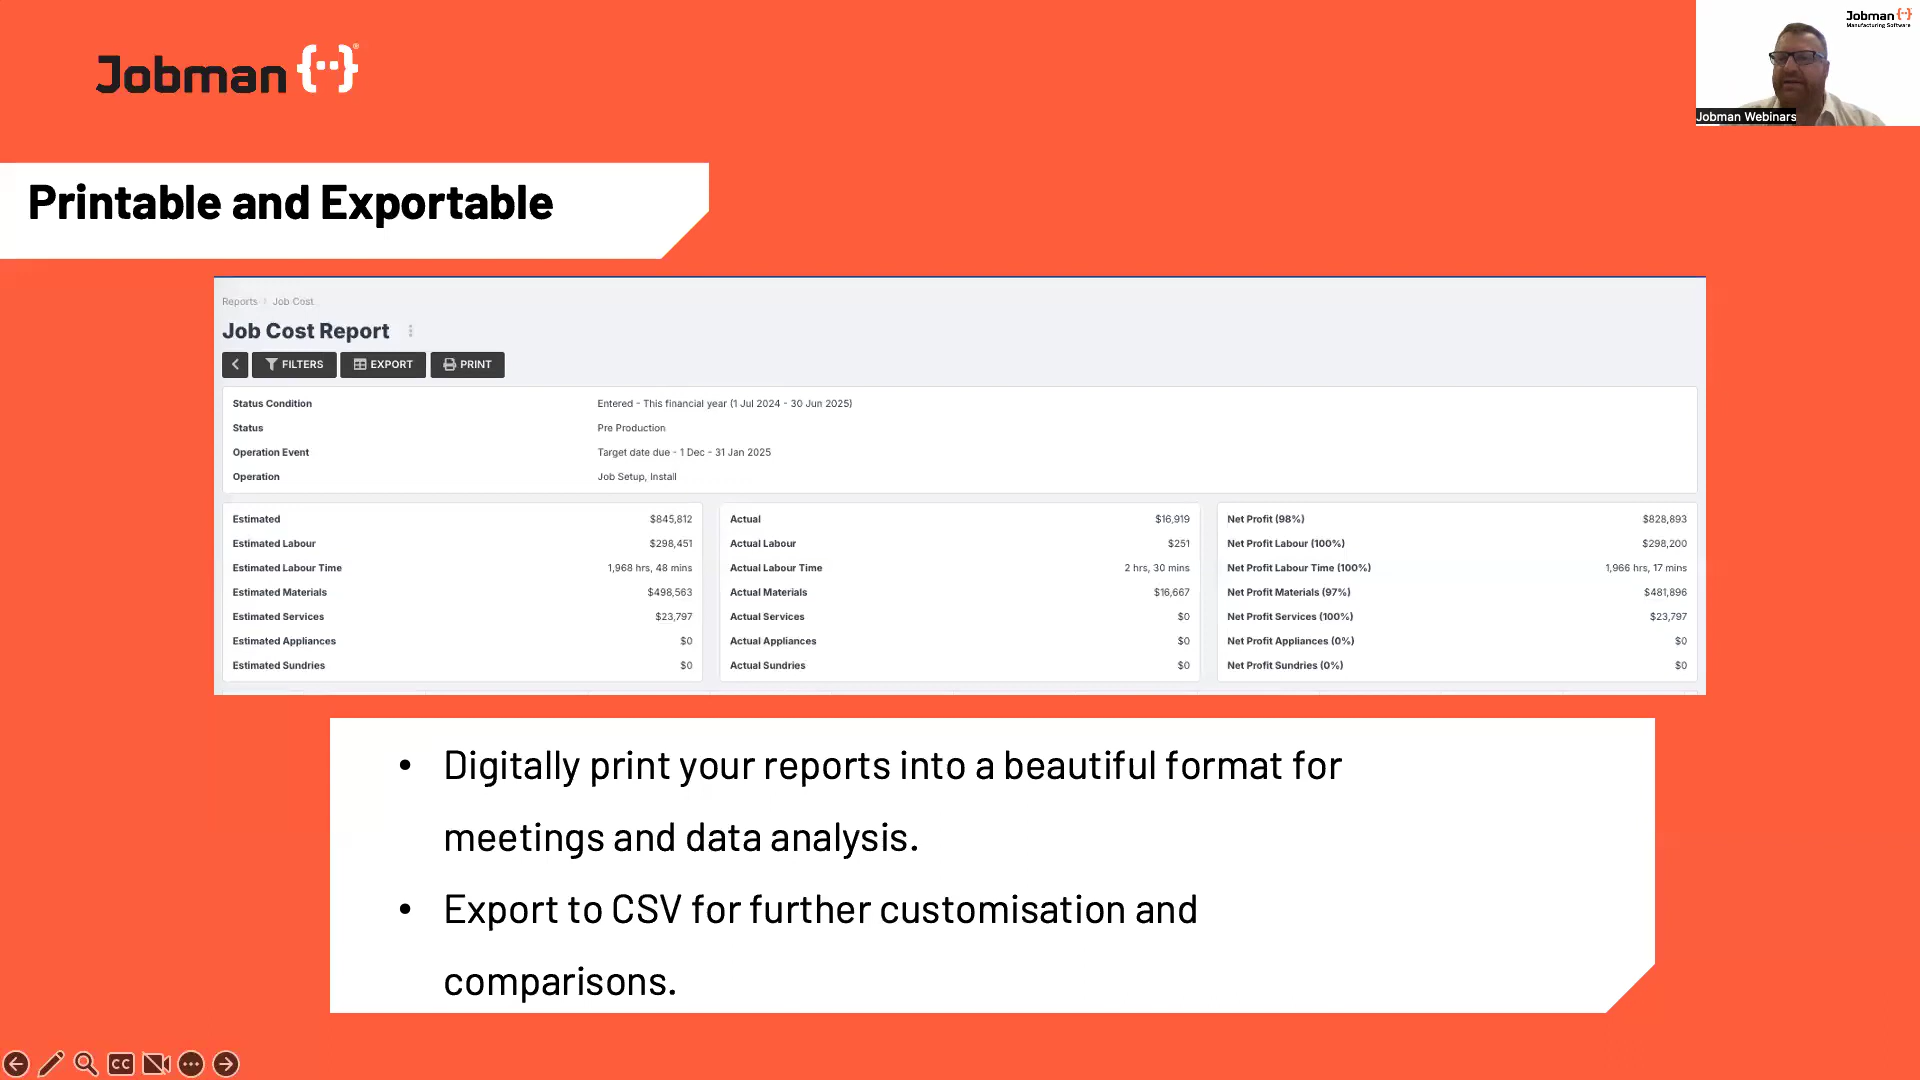 Jobman
Jobman
Manufacturing Software
Jobman Webinars
Printable and Exportable
Reports Job Cost
Job Cost Report
FILTERS EXPORT PRINT
Status Condition Entered - This financial year (1 Jul 2024 - 30 Jun 2025)
Status Pre Production
Operation Event Target date due - 1 Dec - 31 Jan 2025
Operation Job Setup, Install
Estimated $845,812 Actual $16,919 Net Profit (98%) $828,893
Estimated Labour $298,451 Actual Labour $251 Net Profit Labour (100%) $298,200
Estimated Labour Time 1,968 hrs, 48 mins Actual Labour Time 2 hrs, 30 mins Net Profit Labour Time (100%) 1,966 hrs, 17 mins
Estimated Materials $498,563 Actual Materials $16,667 Net Profit Materials (97%) $481,896
Estimated Services $23,797 Actual Services $0 Net Profit Services (100%) $23,797
Estimated Appliances $0 Actual Appliances $0 Net Profit Appliances (0%) $0
Estimated Sundries $0 Actual Sundries $0 Net Profit Sundries (0%) $0
• Digitally print your reports into a beautiful format for
meetings and data analysis.
• Export to CSV for further customisation and
comparisons.
CC